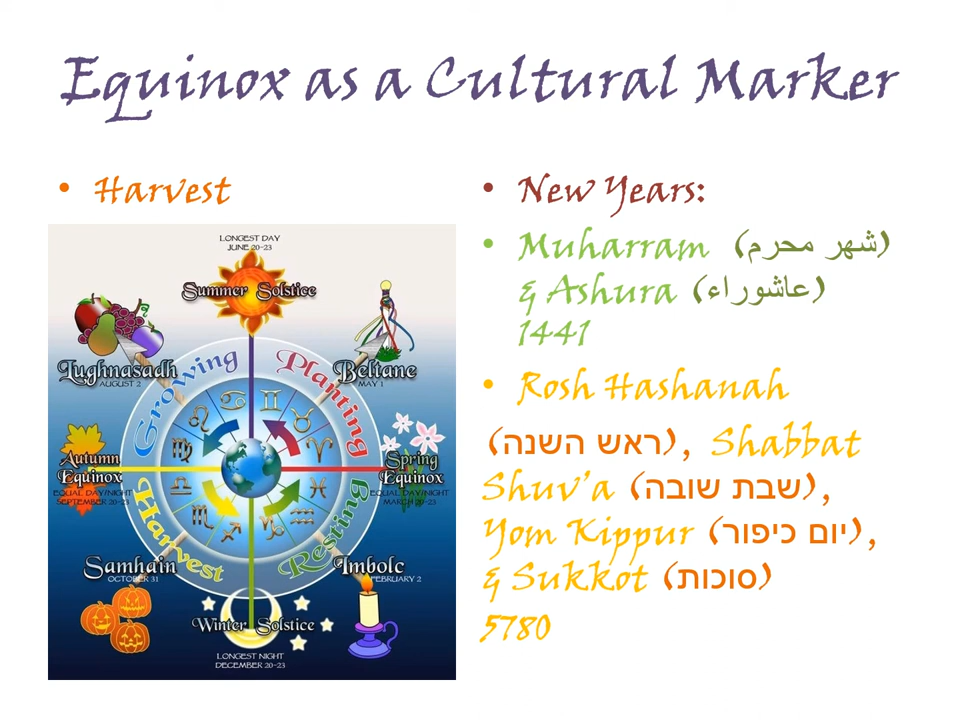 Equinox as a Cultural Marker
• Harvest
LONGEST DAY
JUNE 20-23
Summer Solstice
Lughnasadh
AUGUST 2
Beltane
MAY 1
Growing
Planting
Autumn
Equinox
EQUAL DAY/NIGHT
SEPTEMBER 20-23
Spring
Equinox
EQUAL DAY/NIGHT
MARCH 20-23
Harvest
Resting
Samhain
OCTOBER 31
Imbolc
FEBRUARY 2
Winter Solstice
LONGEST NIGHT
DECEMBER 20-23
• New Years:
• Muharram (شهر محرم)
& Ashura (عاشوراء)
1441
• Rosh Hashanah
(ראש השנה), Shabbat
Shuv'a (שבת שובה),
Yom Kippur (יום כיפור),
& Sukkot (סוכות)
5780